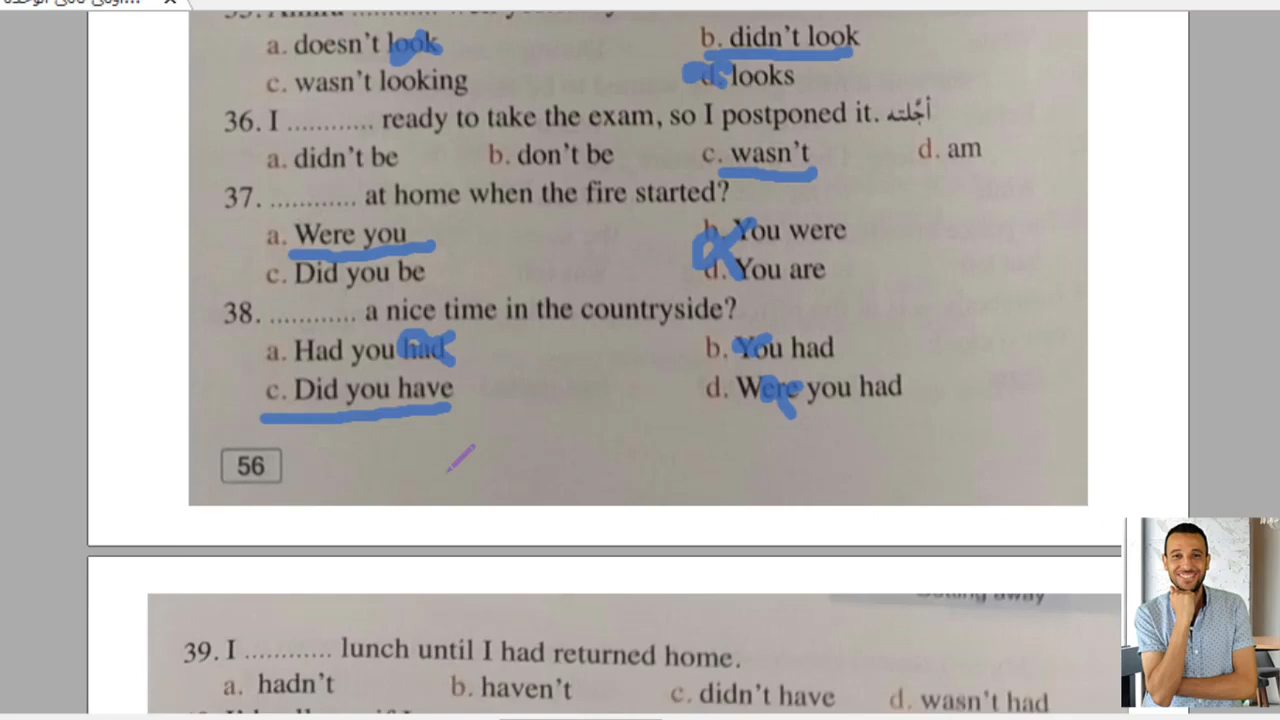 a. doesn't look
b. didn't look
c. wasn't looking
d. looks
36. I ............ ready to take the exam, so I postponed it. أجَّلته
a. didn't be b. don't be c. wasn't d. am
37. ............ at home when the fire started?
a. Were you b. You were
c. Did you be d. You are
38. ............ a nice time in the countryside?
a. Had you had b. You had
c. Did you have d. Were you had
56
39. I ............ lunch until I had returned home.
a. hadn't b. haven't c. didn't have d. wasn't had